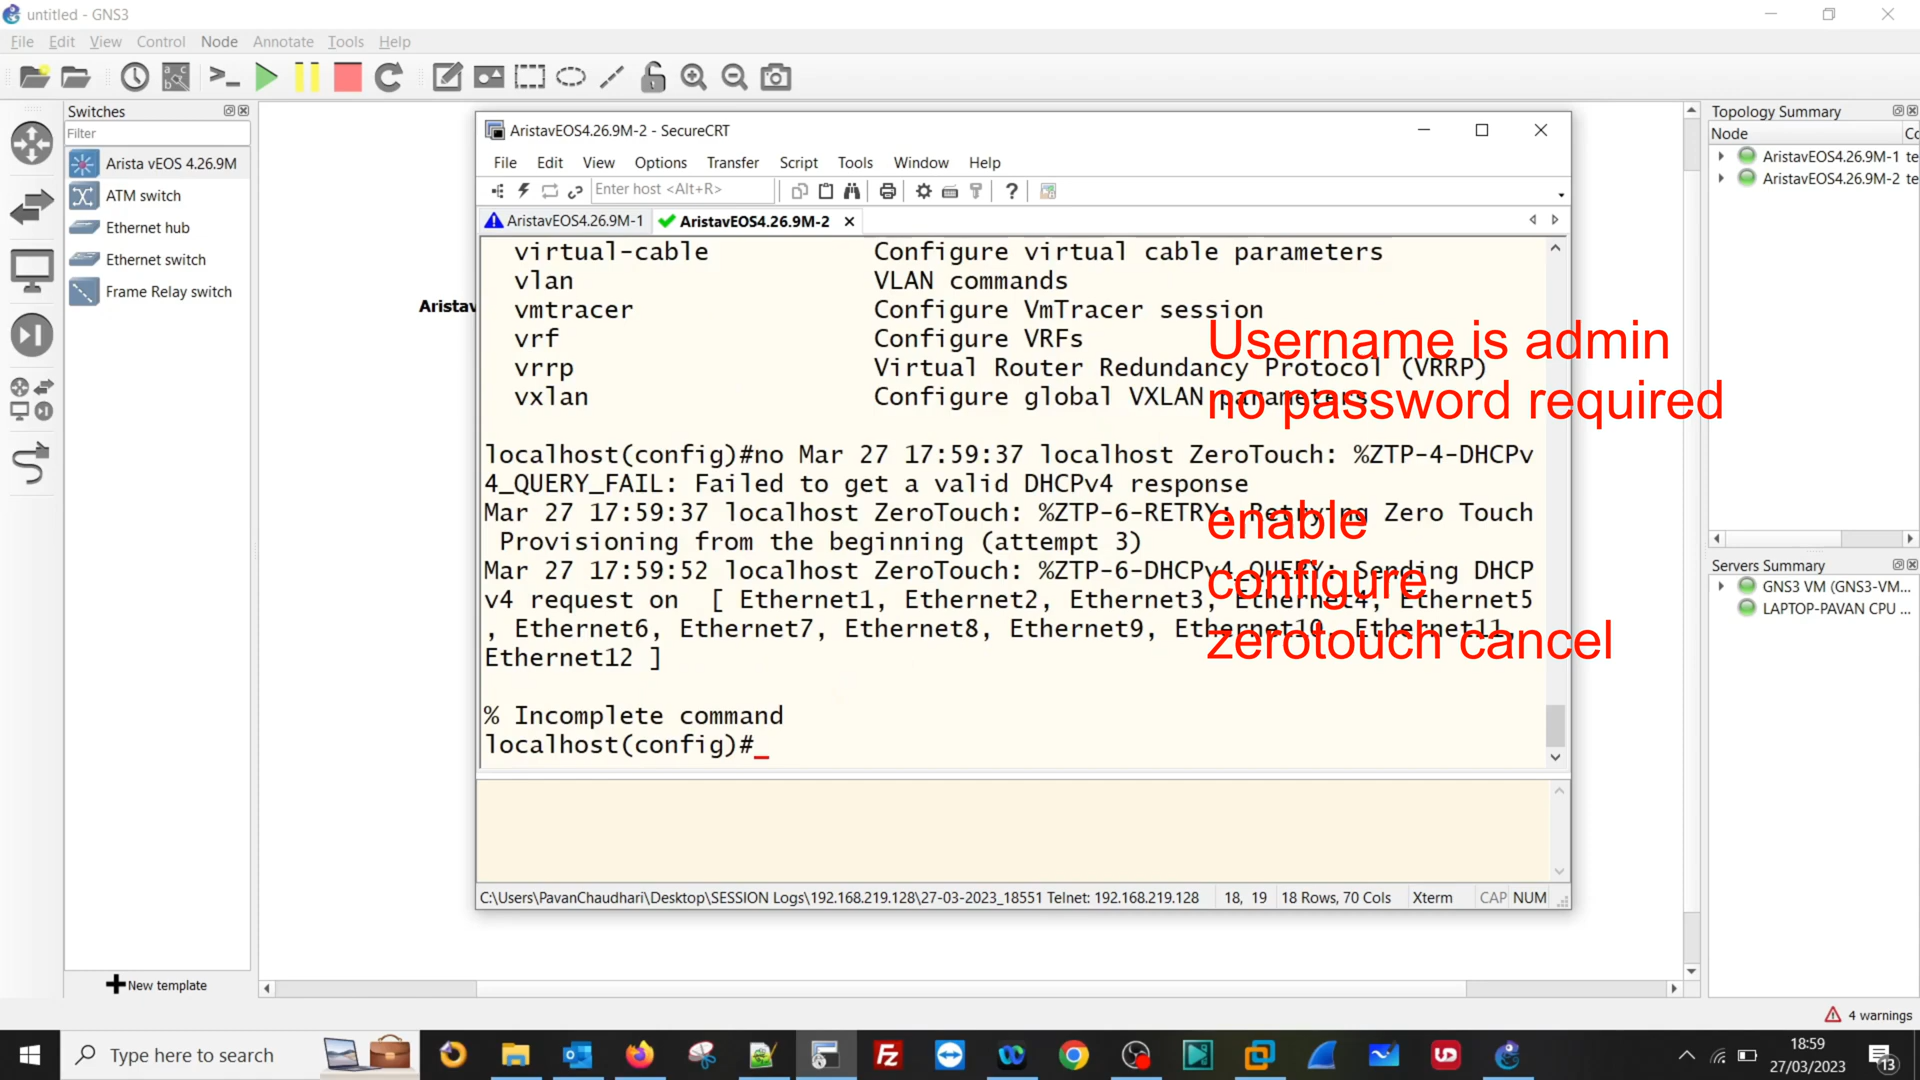 untitled - GNS3
File Edit View Control Node Annotate Tools Help
Switches
Filter
Arista vEOS 4.26.9M
ATM switch
Ethernet hub
Ethernet switch
Frame Relay switch
New template
Aristav
AristavEOS4.26.9M-2 - SecureCRT
File Edit View Options Transfer Script Tools Window Help
Enter host <Alt+R>
AristavEOS4.26.9M-1
AristavEOS4.26.9M-2
virtual-cable Configure virtual cable parameters
vlan VLAN commands
vmtracer Configure VmTracer session
vrf Configure VRFs
vrrp Virtual Router Redundancy Protocol (VRRP)
vxlan Configure global VXLAN parameters
localhost(config)#no Mar 27 17:59:37 localhost ZeroTouch: %ZTP-4-DHCPv
4_QUERY_FAIL: Failed to get a valid DHCPv4 response
Mar 27 17:59:37 localhost ZeroTouch: %ZTP-6-RETRY: Retrying Zero Touch
Provisioning from the beginning (attempt 3)
Mar 27 17:59:52 localhost ZeroTouch: %ZTP-6-DHCPv4_QUERY: Sending DHCP
v4 request on [ Ethernet1, Ethernet2, Ethernet3, Ethernet4, Ethernet5
, Ethernet6, Ethernet7, Ethernet8, Ethernet9, Ethernet10, Ethernet11,
Ethernet12 ]
% Incomplete command
localhost(config)#_
Username is admin
no password required
enable
configure
zerotouch cancel
C:\Users\PavanChaudhari\Desktop\SESSION Logs\192.168.219.128\27-03-2023_18551 Telnet: 192.168.219.128 18, 19 18 Rows, 70 Cols Xterm CAP NUM
Topology Summary
Node Co
AristavEOS4.26.9M-1 te
AristavEOS4.26.9M-2 te
Servers Summary
GNS3 VM (GNS3-VM...
LAPTOP-PAVAN CPU ...
4 warnings
Type here to search
18:59
27/03/2023
13